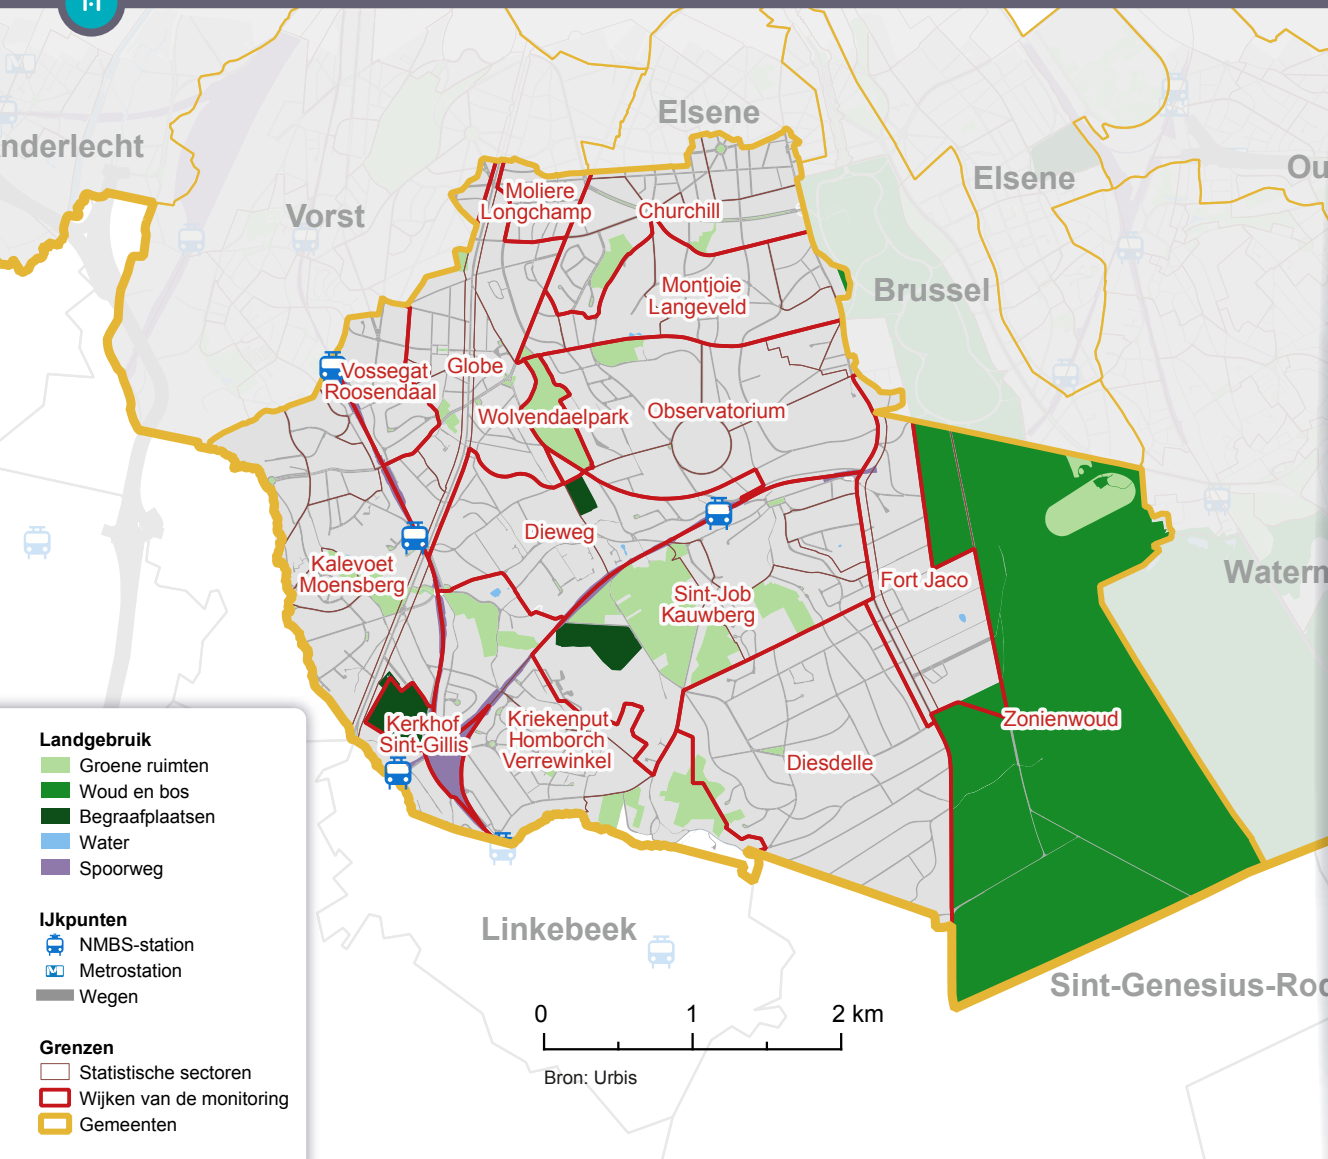 Elsene
nderlecht
Elsene
Ou
Vorst
Moliere
Longchamp
Churchill
Brussel
Montjoie
Langeveld
Globe
Vossegat
Roosendaal
Wolvendaelpark
Observatorium
Dieweg
Kalevoet
Moensberg
Sint-Job
Kauwberg
Fort Jaco
Waterm
Kerkhof
Sint-Gillis
Kriekenput
Homborch
Verrewinkel
Zonienwoud
Diesdelle
Linkebeek
Sint-Genesius-Rod
Landgebruik
Groene ruimten
Woud en bos
Begraafplaatsen
Water
Spoorweg
IJkpunten
NMBS-station
M Metrostation
Wegen
Grenzen
Statistische sectoren
Wijken van de monitoring
Gemeenten
0 1 2 km
Bron: Urbis